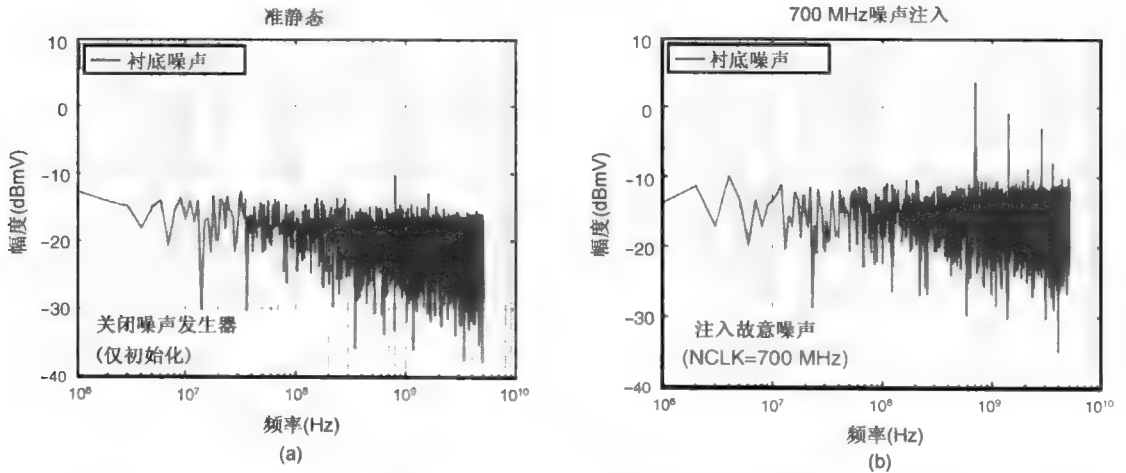 准静态
10
0
-10
-20
-30
-40
幅度(dBmV)
衬底噪声
关闭噪声发生器
(仅初始化)
10⁶
10⁷
10⁸
10⁹
10¹⁰
频率(Hz)
(a)
700 MHz噪声注入
10
0
-10
-20
-30
-40
幅度(dBmV)
衬底噪声
注入故意噪声
(NCLK=700 MHz)
10⁶
10⁷
10⁸
10⁹
10¹⁰
频率(Hz)
(b)